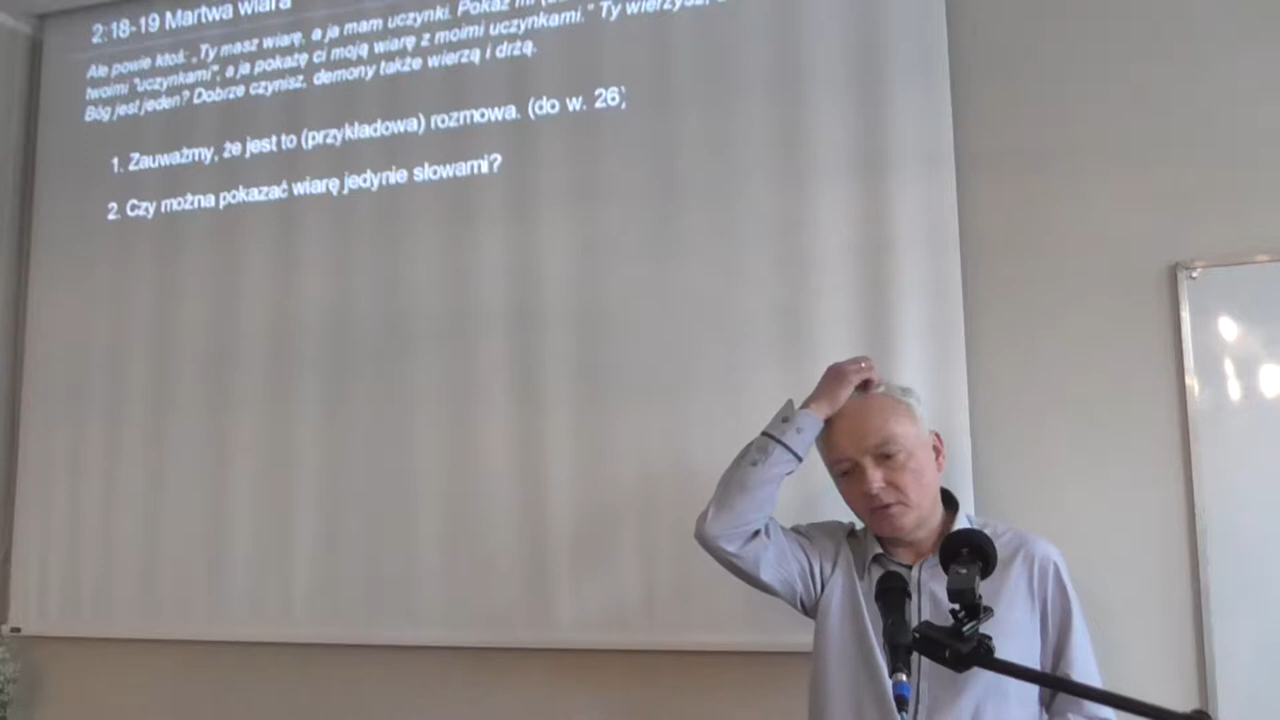 2:18-19 Martwa wiara
Ale powie ktoś: „Ty masz wiarę, a ja mam uczynki. Pokaż mi
twoimi "uczynkami", a ja pokażę ci moją wiarę z moimi uczynkami." Ty wierzysz,
Bóg jest jeden? Dobrze czynisz, demony także wierzą i drżą.
1. Zauważmy, że jest to (przykładowa) rozmowa. (do w. 26)
2. Czy można pokazać wiarę jedynie słowami?